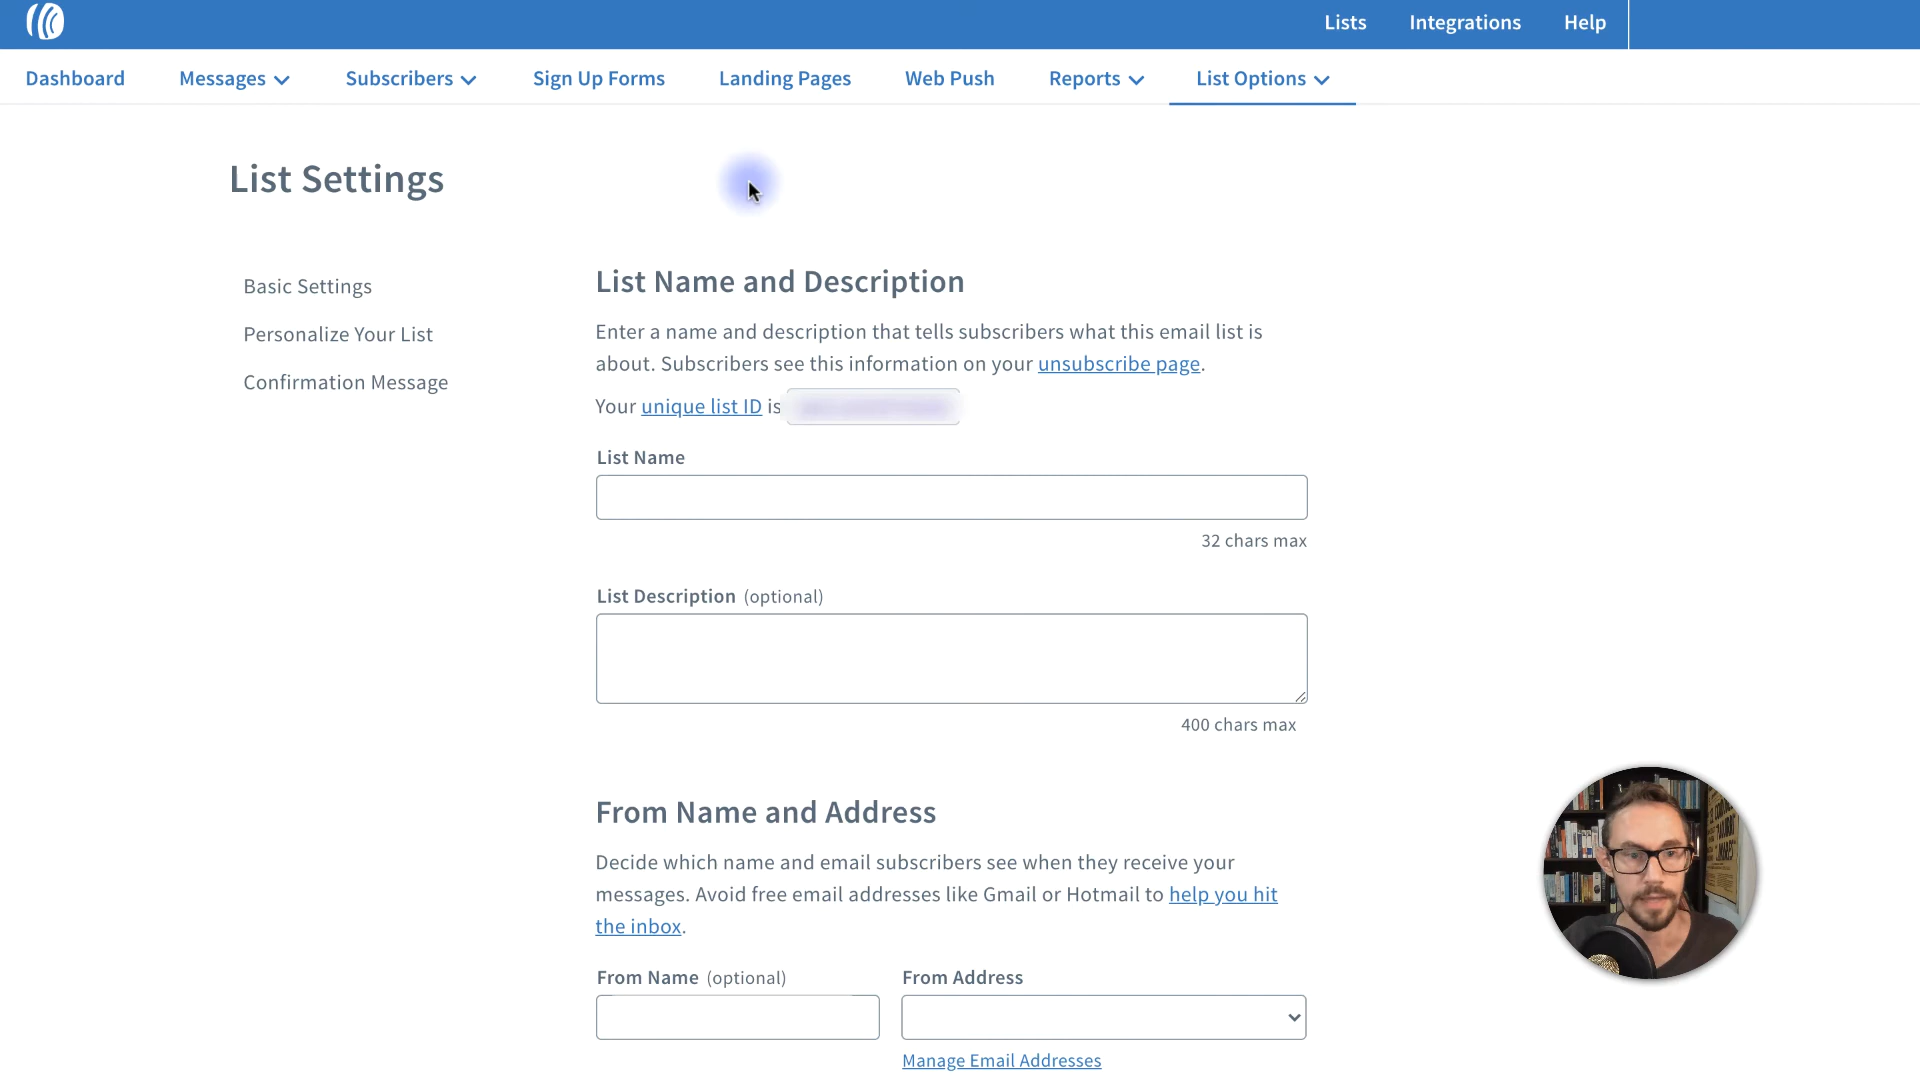 Lists Integrations Help
Dashboard Messages Subscribers Sign Up Forms Landing Pages Web Push Reports List Options
List Settings
Basic Settings
Personalize Your List
Confirmation Message
List Name and Description
Enter a name and description that tells subscribers what this email list is
about. Subscribers see this information on your unsubscribe page.
Your unique list ID is
List Name
32 chars max
List Description (optional)
400 chars max
From Name and Address
Decide which name and email subscribers see when they receive your
messages. Avoid free email addresses like Gmail or Hotmail to help you hit
the inbox.
From Name (optional) From Address
Manage Email Addresses